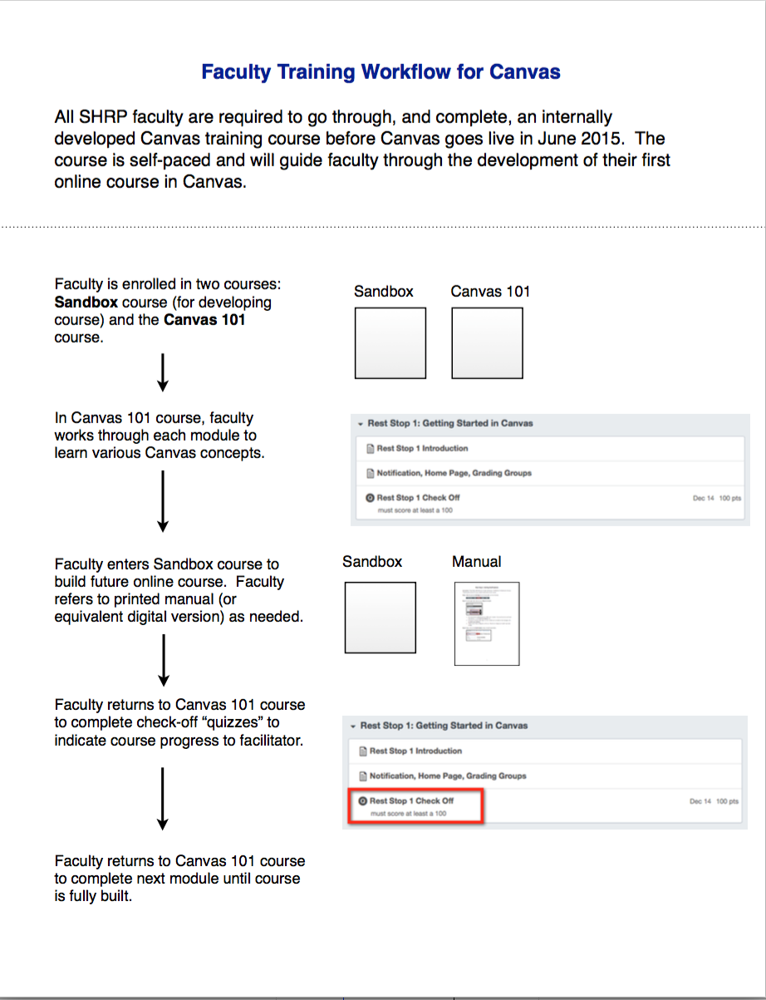 Faculty Training Workflow for Canvas
All SHRP faculty are required to go through, and complete, an internally
developed Canvas training course before Canvas goes live in June 2015.  The
course is self-paced and will guide faculty through the development of their first
online course in Canvas.
Faculty is enrolled in two courses:
Sandbox course (for developing
course) and the Canvas 101
course.
Sandbox
Canvas 101
In Canvas 101 course, faculty
works through each module to
learn various Canvas concepts.
Rest Stop 1: Getting Started in Canvas
Rest Stop 1 Introduction
Notification, Home Page, Grading Groups
Rest Stop 1 Check Off
Dec 14 100 pts
must score at least a 100
Faculty enters Sandbox course to
build future online course.  Faculty
refers to printed manual (or
equivalent digital version) as needed.
Sandbox
Manual
Faculty returns to Canvas 101 course
to complete check-off “quizzes” to
indicate course progress to facilitator.
Rest Stop 1: Getting Started in Canvas
Rest Stop 1 Introduction
Notification, Home Page, Grading Groups
Rest Stop 1 Check Off
Dec 14 100 pts
must score at least a 100
Faculty returns to Canvas 101 course
to complete next module until course
is fully built.